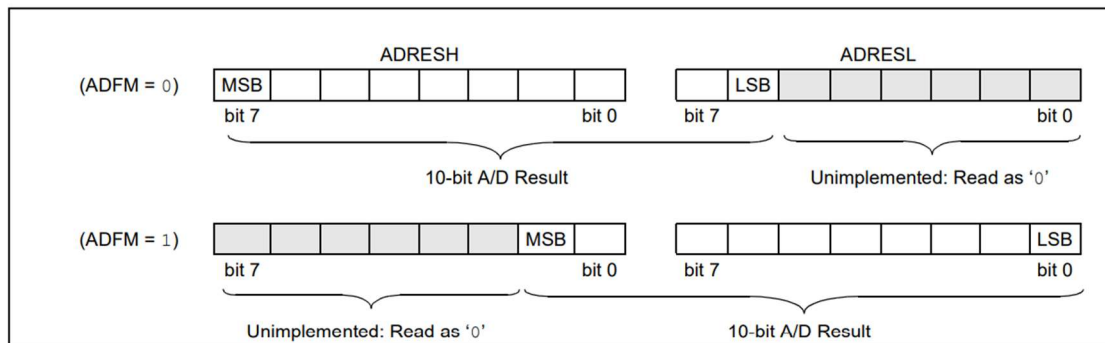 ADRESH ADRESL
(ADFM = 0) MSB LSB
bit 7 bit 0 bit 7 bit 0
10-bit A/D Result Unimplemented: Read as ‘0’
(ADFM = 1) MSB LSB
bit 7 bit 0 bit 7 bit 0
Unimplemented: Read as ‘0’ 10-bit A/D Result